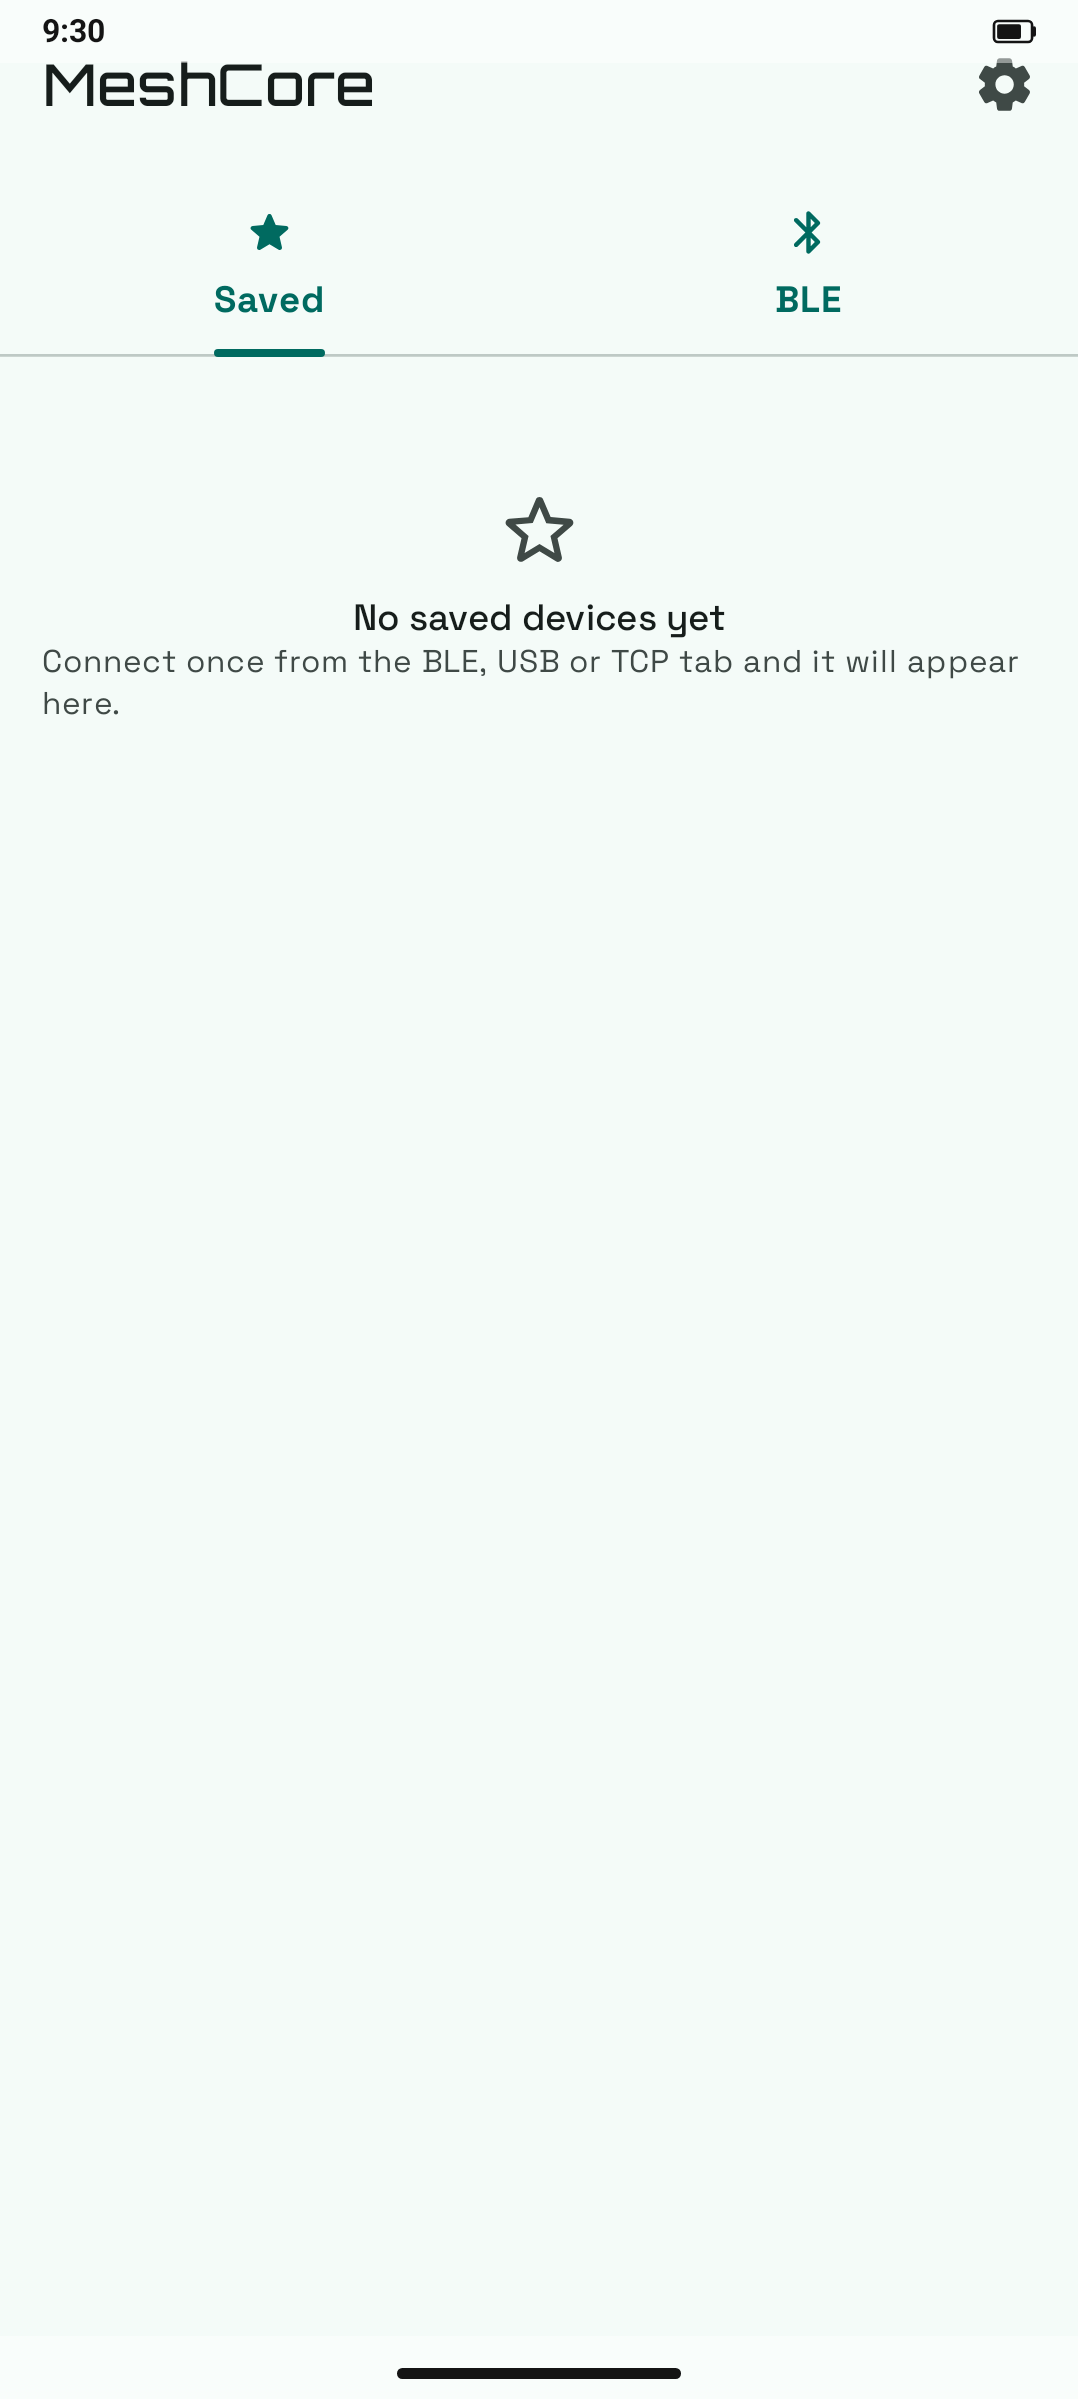 9:30
MeshCore
Saved
BLE
No saved devices yet
Connect once from the BLE, USB or TCP tab and it will appear
here.